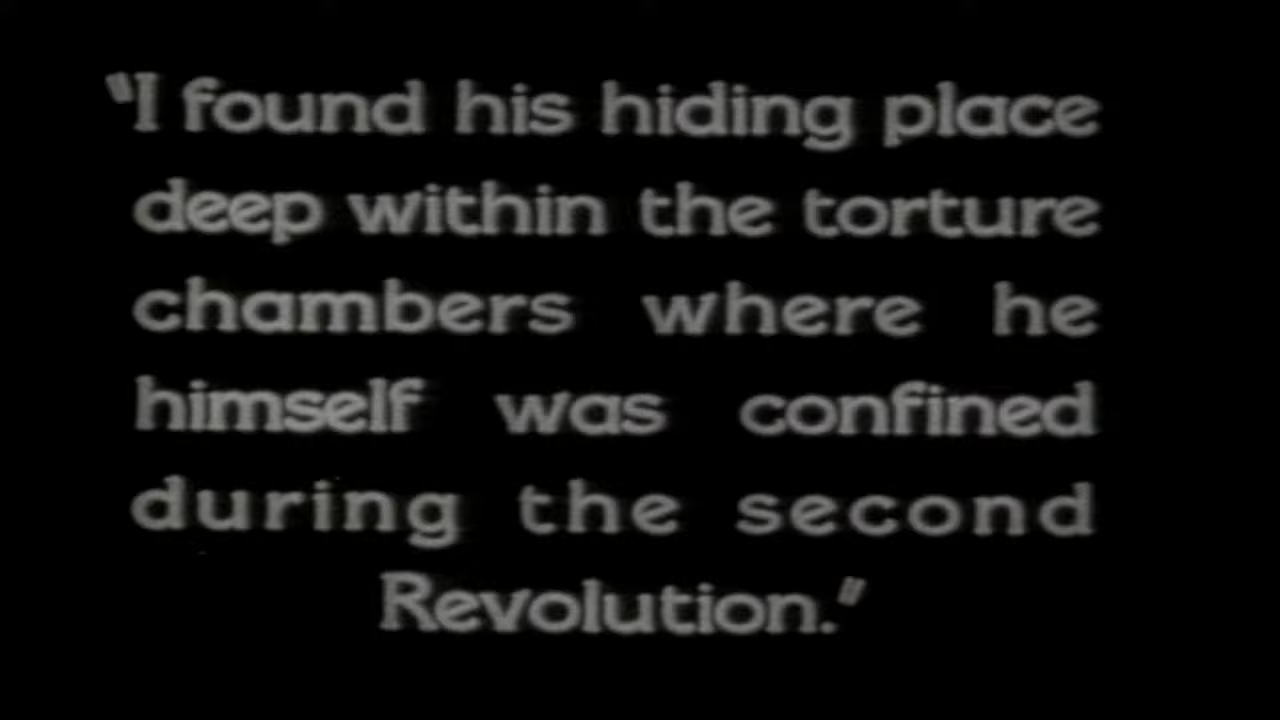 "I found his hiding place
deep within the torture
chambers where he
himself was confined
during the second
Revolution."